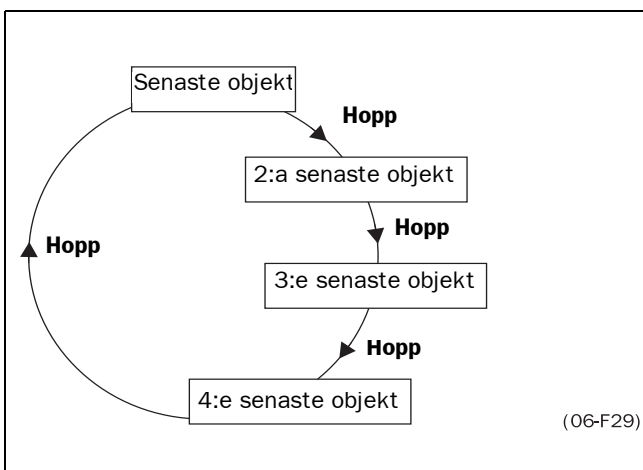 Senaste objekt
Hopp
2:a senaste objekt
Hopp
Hopp
3:e senaste objekt
Hopp
4:e senaste objekt
(06-F29)